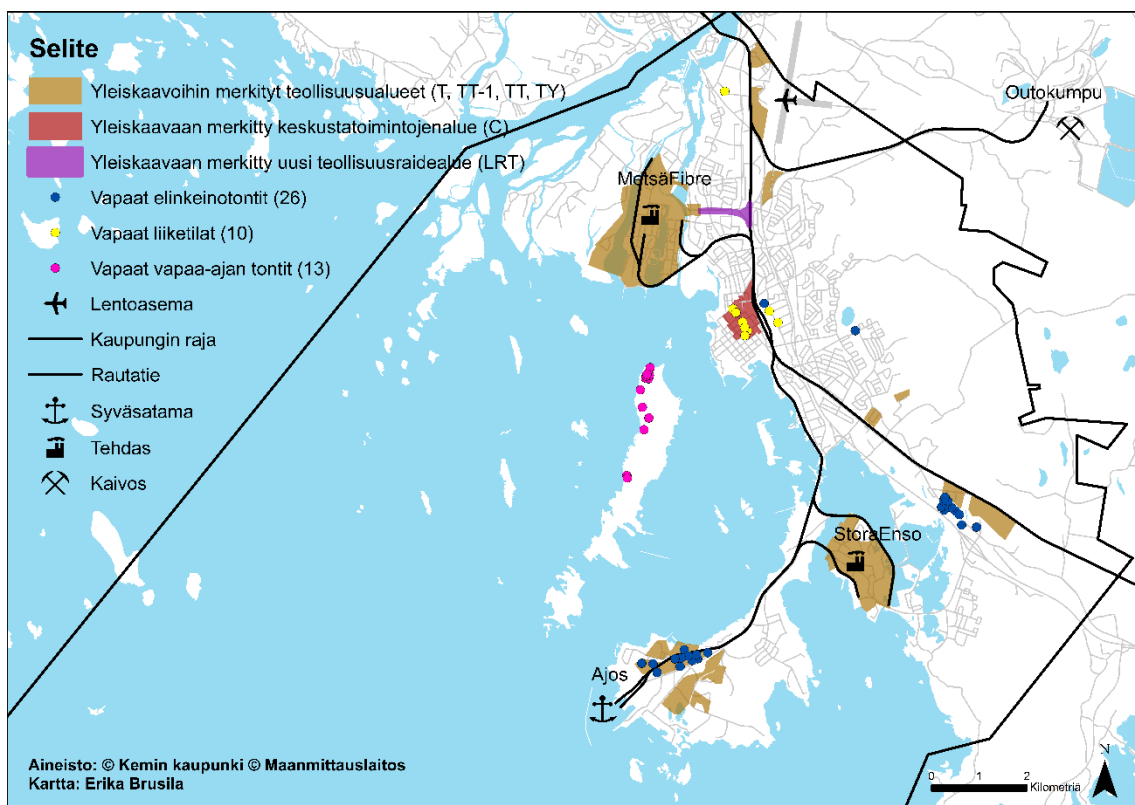 Selite
Yleiskaavoihin merkityt teollisuusualueet (T, TT-1, TT, TY)
Yleiskaavaan merkitty keskustatoimintojenalue (C)
Yleiskaavaan merkitty uusi teollisuusraidealue (LRT)
Vapaat elinkeinotontit (26)
Vapaat liiketilat (10)
Vapaat vapaa-ajan tontit (13)
Lentoasema
Kaupungin raja
Rautatie
Syväsatama
Tehdas
Kaivos
Outokumpu
MetsäFibre
StoraEnso
Ajos
Aineisto: © Kemin kaupunki © Maanmittauslaitos
Kartta: Erika Brusila
N
0 1 2
Kilometriä